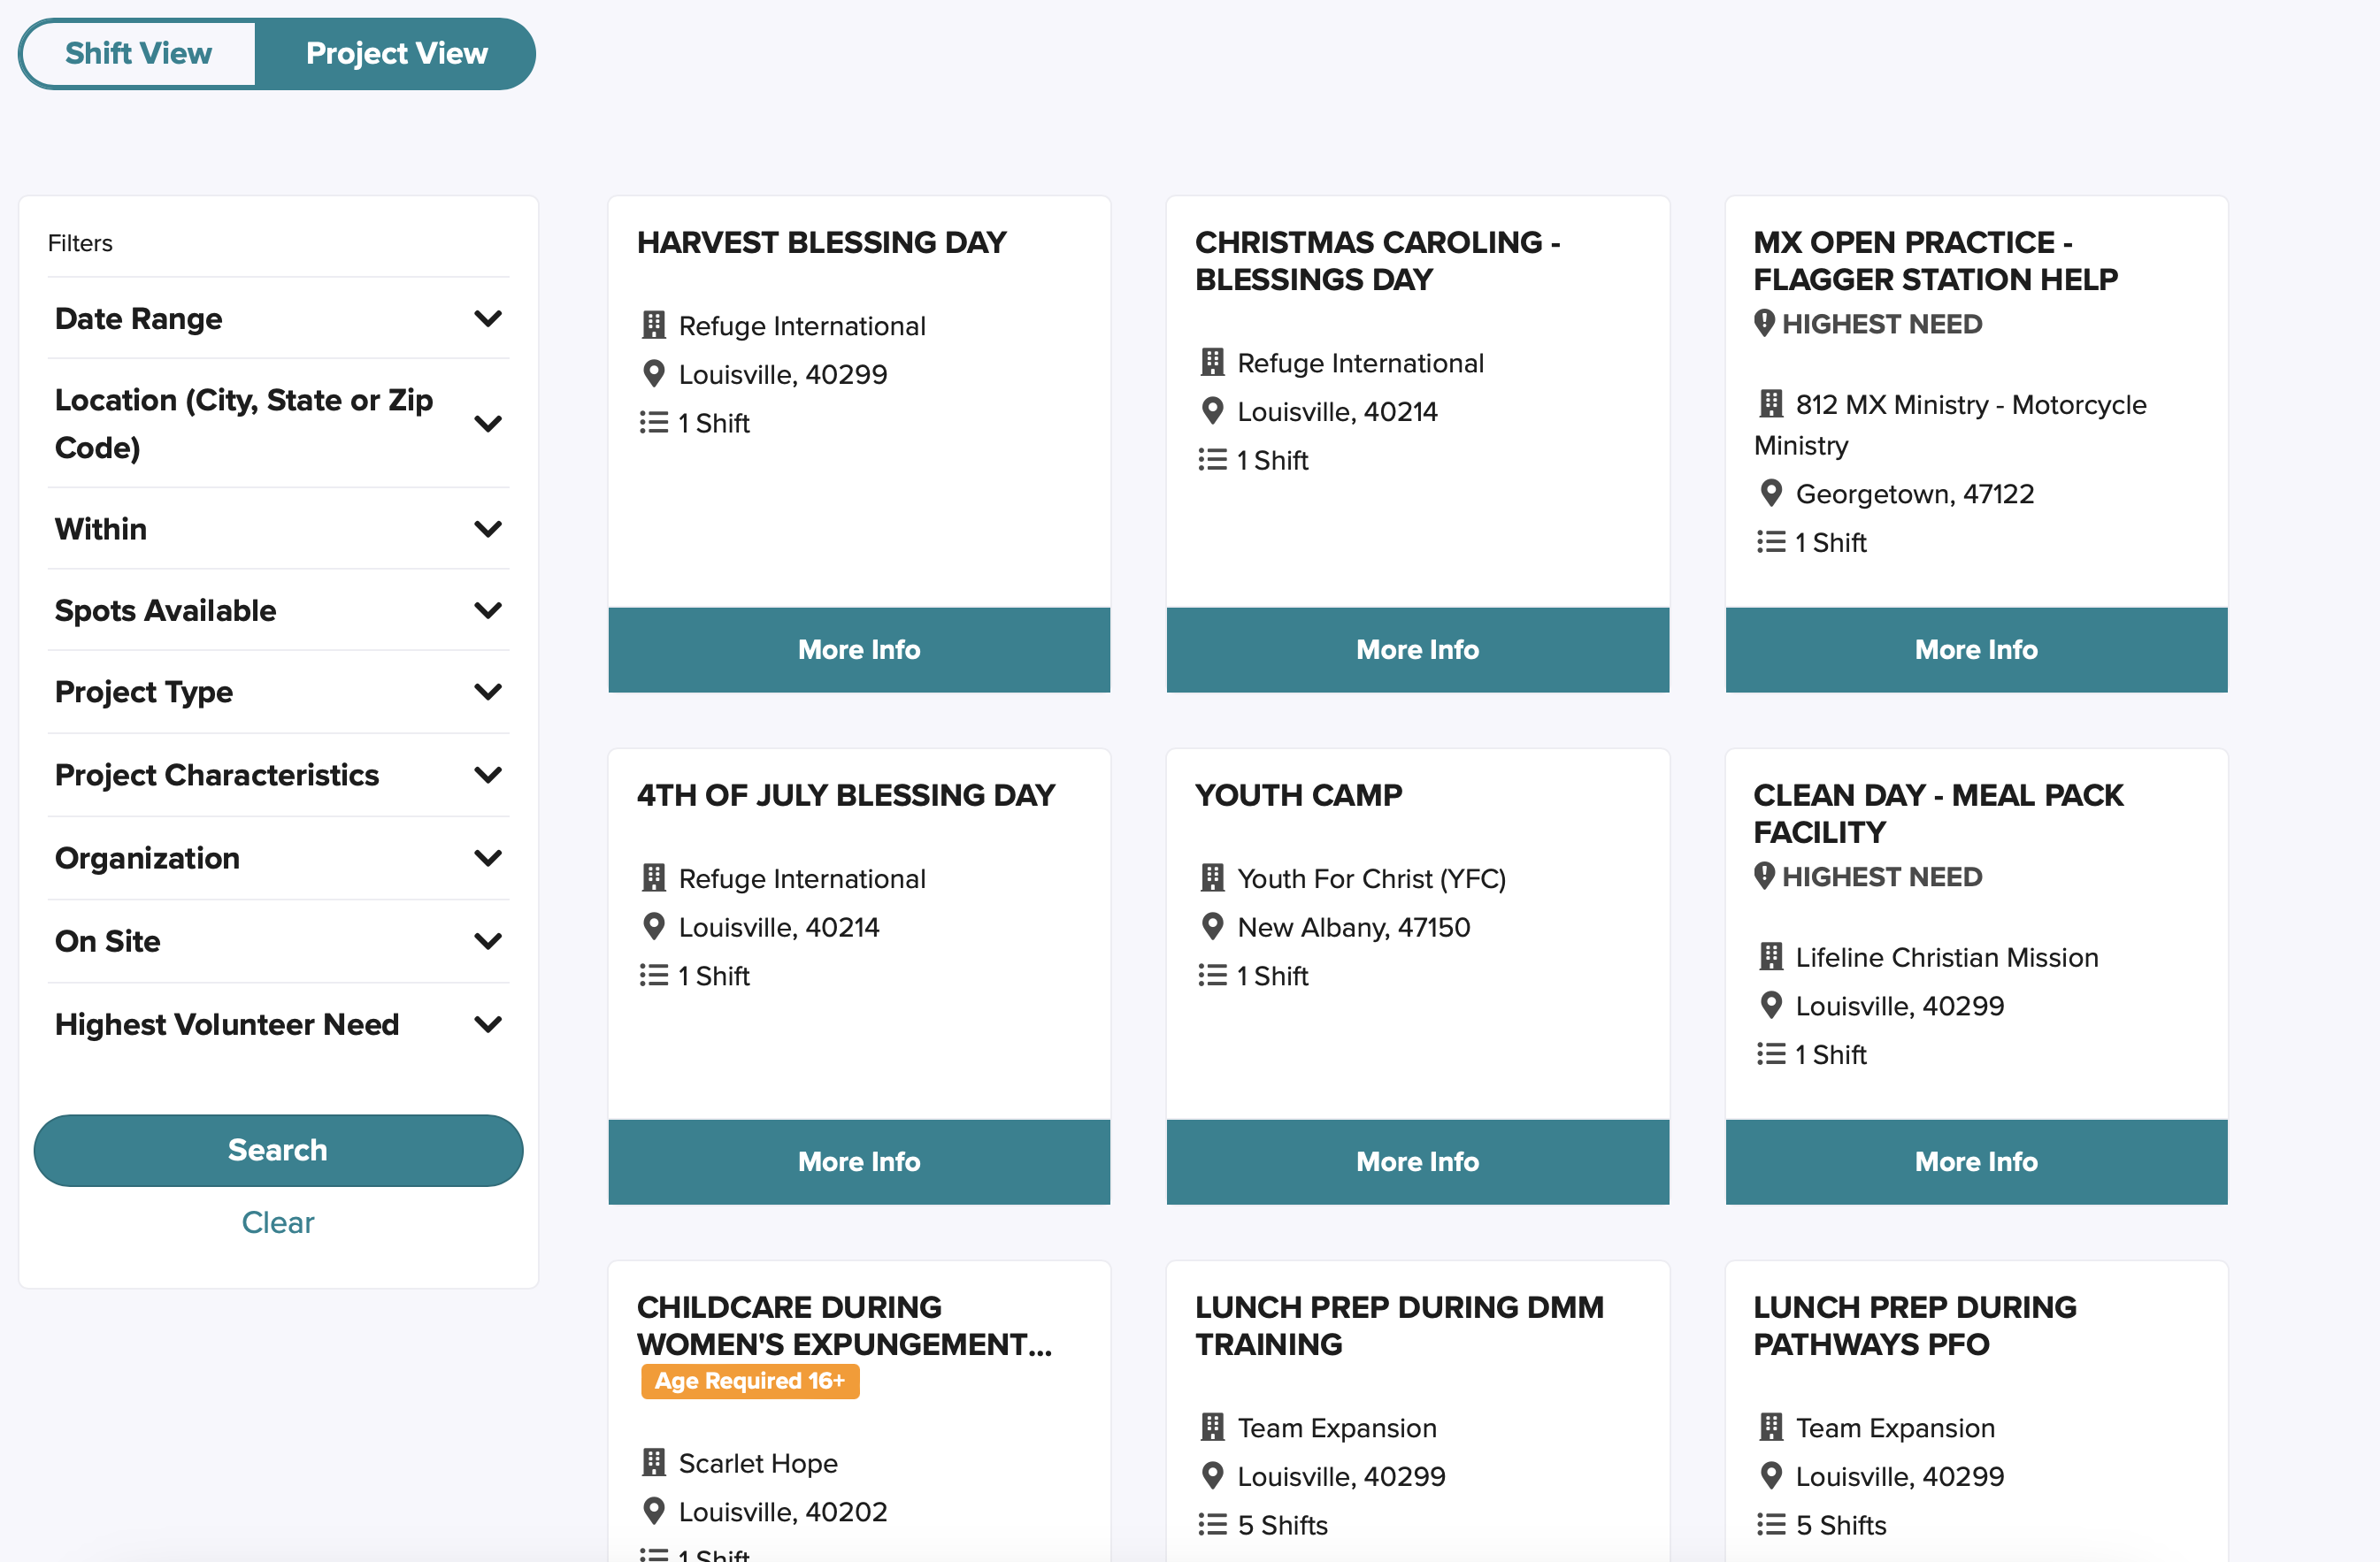 Shift View
Project View
Filters
Date Range
Location (City, State or Zip
Code)
Within
Spots Available
Project Type
Project Characteristics
Organization
On Site
Highest Volunteer Need
Search
Clear
HARVEST BLESSING DAY
Refuge International
Louisville, 40299
1 Shift
More Info
CHRISTMAS CAROLING -
BLESSINGS DAY
Refuge International
Louisville, 40214
1 Shift
More Info
MX OPEN PRACTICE -
FLAGGER STATION HELP
HIGHEST NEED
812 MX Ministry - Motorcycle
Ministry
Georgetown, 47122
1 Shift
More Info
4TH OF JULY BLESSING DAY
Refuge International
Louisville, 40214
1 Shift
More Info
YOUTH CAMP
Youth For Christ (YFC)
New Albany, 47150
1 Shift
More Info
CLEAN DAY - MEAL PACK
FACILITY
HIGHEST NEED
Lifeline Christian Mission
Louisville, 40299
1 Shift
More Info
CHILDCARE DURING
WOMEN'S EXPUNGEMENT...
Age Required 16+
Scarlet Hope
Louisville, 40202
1 Shift
LUNCH PREP DURING DMM
TRAINING
Team Expansion
Louisville, 40299
5 Shifts
LUNCH PREP DURING
PATHWAYS PFO
Team Expansion
Louisville, 40299
5 Shifts